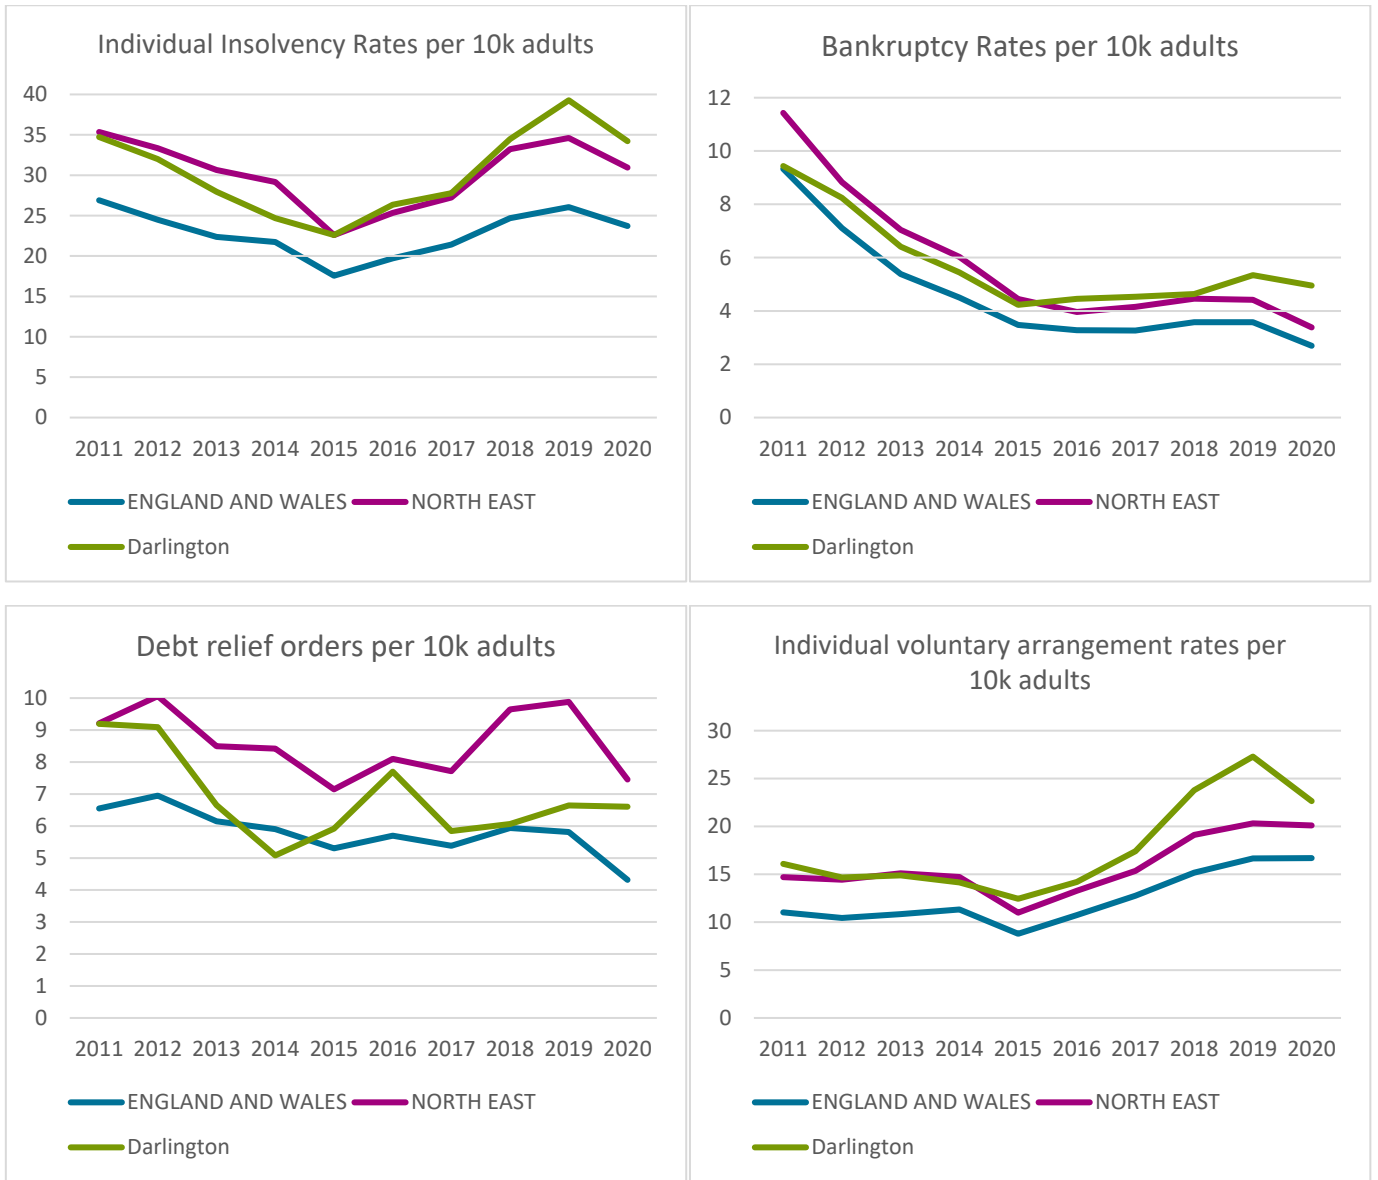 Individual Insolvency Rates per 10k adults
40
35
30
25
20
15
10
5
0
2011 2012 2013 2014 2015 2016 2017 2018 2019 2020
ENGLAND AND WALES NORTH EAST
Darlington
Bankruptcy Rates per 10k adults
12
10
8
6
4
2
0
2011 2012 2013 2014 2015 2016 2017 2018 2019 2020
ENGLAND AND WALES NORTH EAST
Darlington
Debt relief orders per 10k adults
10
9
8
7
6
5
4
3
2
1
0
2011 2012 2013 2014 2015 2016 2017 2018 2019 2020
ENGLAND AND WALES NORTH EAST
Darlington
Individual voluntary arrangement rates per
10k adults
30
25
20
15
10
5
0
2011 2012 2013 2014 2015 2016 2017 2018 2019 2020
ENGLAND AND WALES NORTH EAST
Darlington